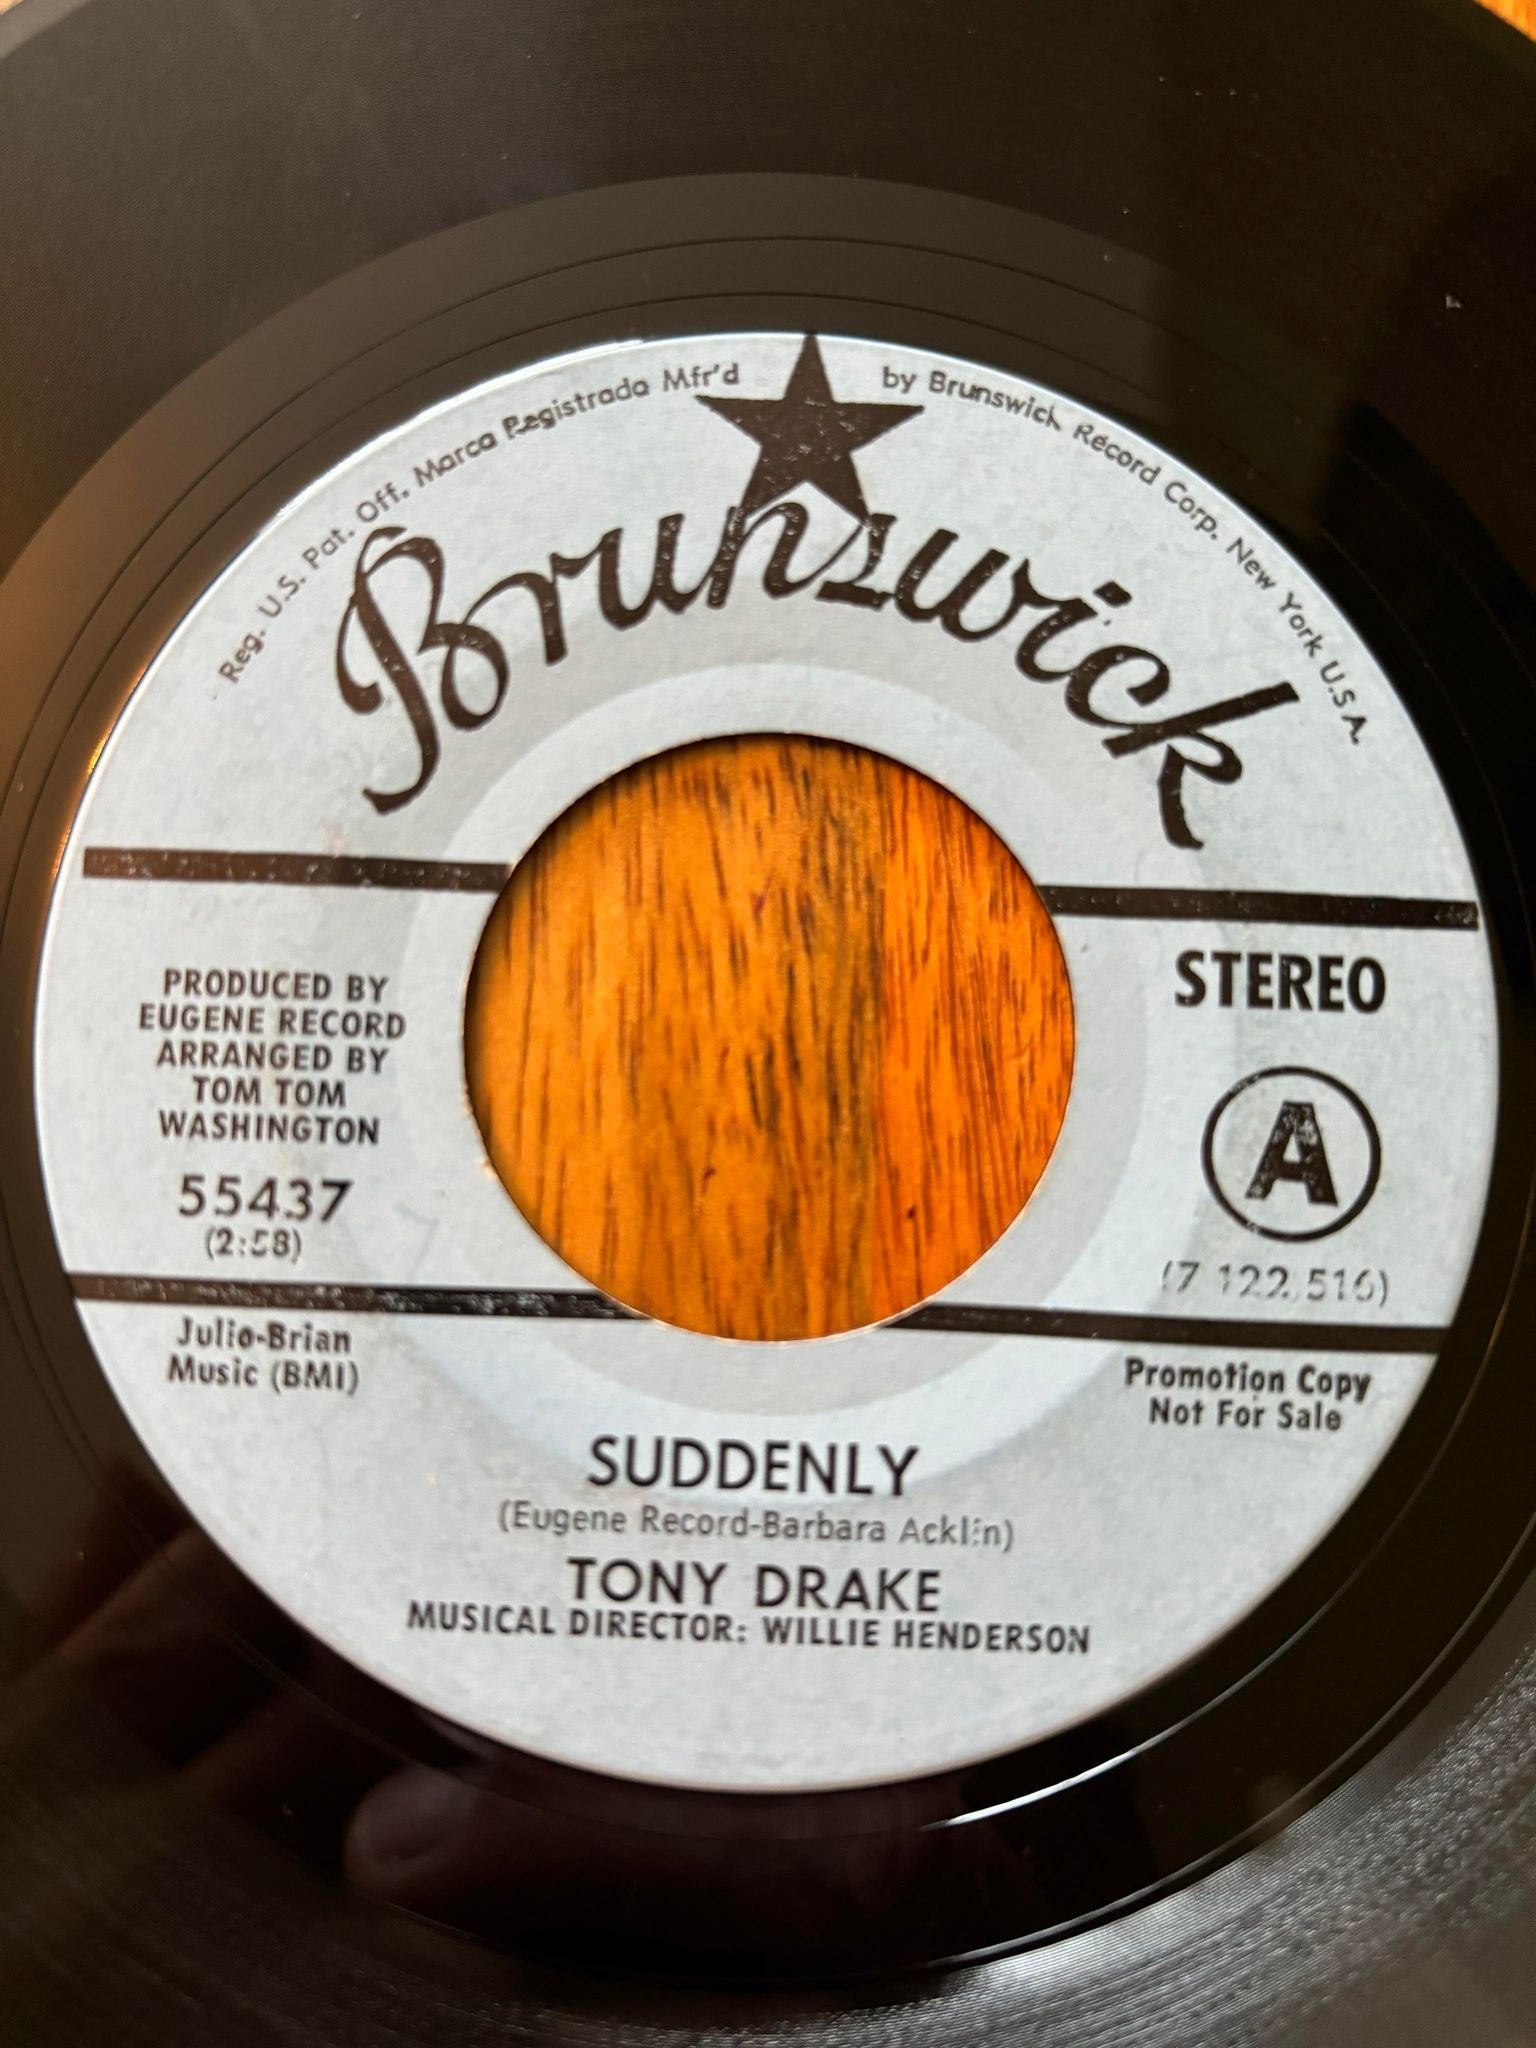 Reg. U.S. Pat. Off. Marca Registrada Mfr'd by Brunswick Record Corp. New York U.S.A.
Brunswick
PRODUCED BY
EUGENE RECORD
ARRANGED BY
TOM TOM
WASHINGTON
55437
(2:58)
STEREO
A
(7 122,516)
Julio-Brian
Music (BMI)
Promotion Copy
Not For Sale
SUDDENLY
(Eugene Record-Barbara Acklin)
TONY DRAKE
MUSICAL DIRECTOR: WILLIE HENDERSON